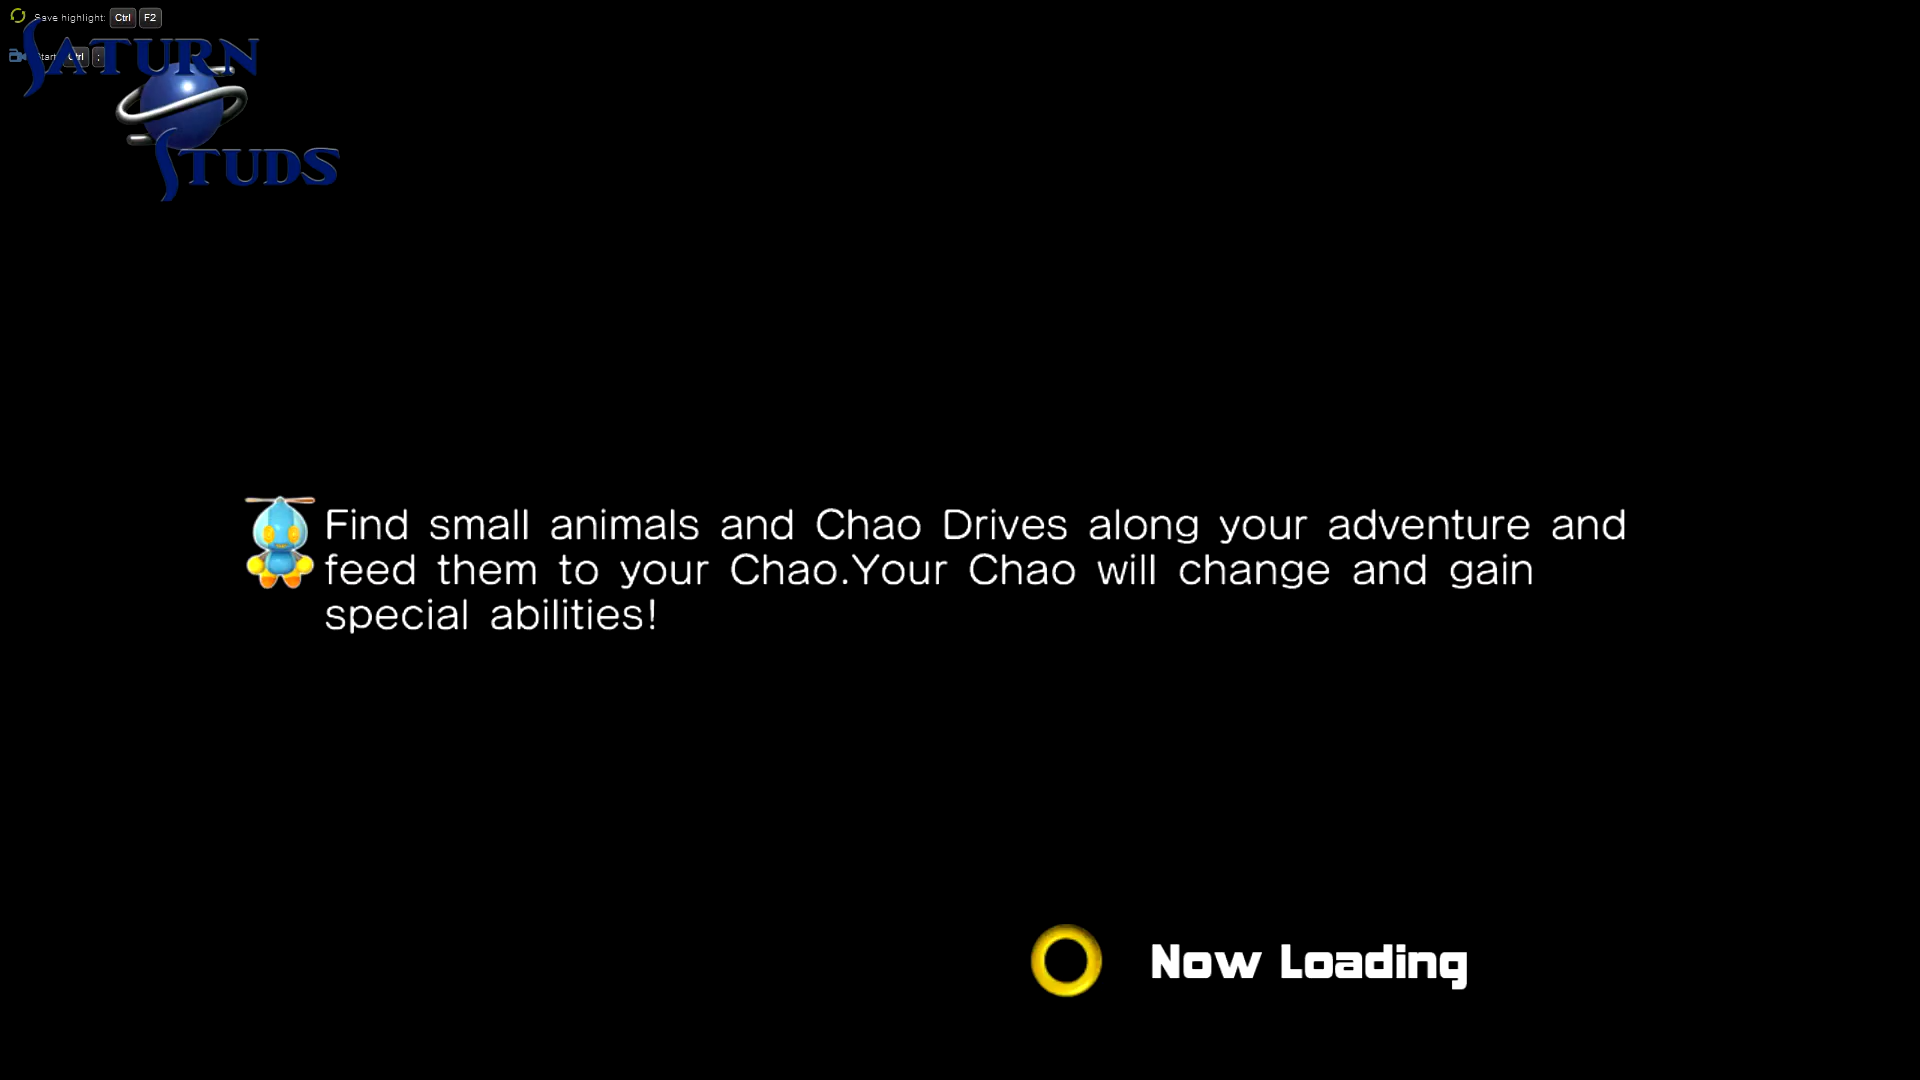 Save highlight: Ctrl F2
SATURN
STUDS
Find small animals and Chao Drives along your adventure and
feed them to your Chao.Your Chao will change and gain
special abilities!
Now Loading